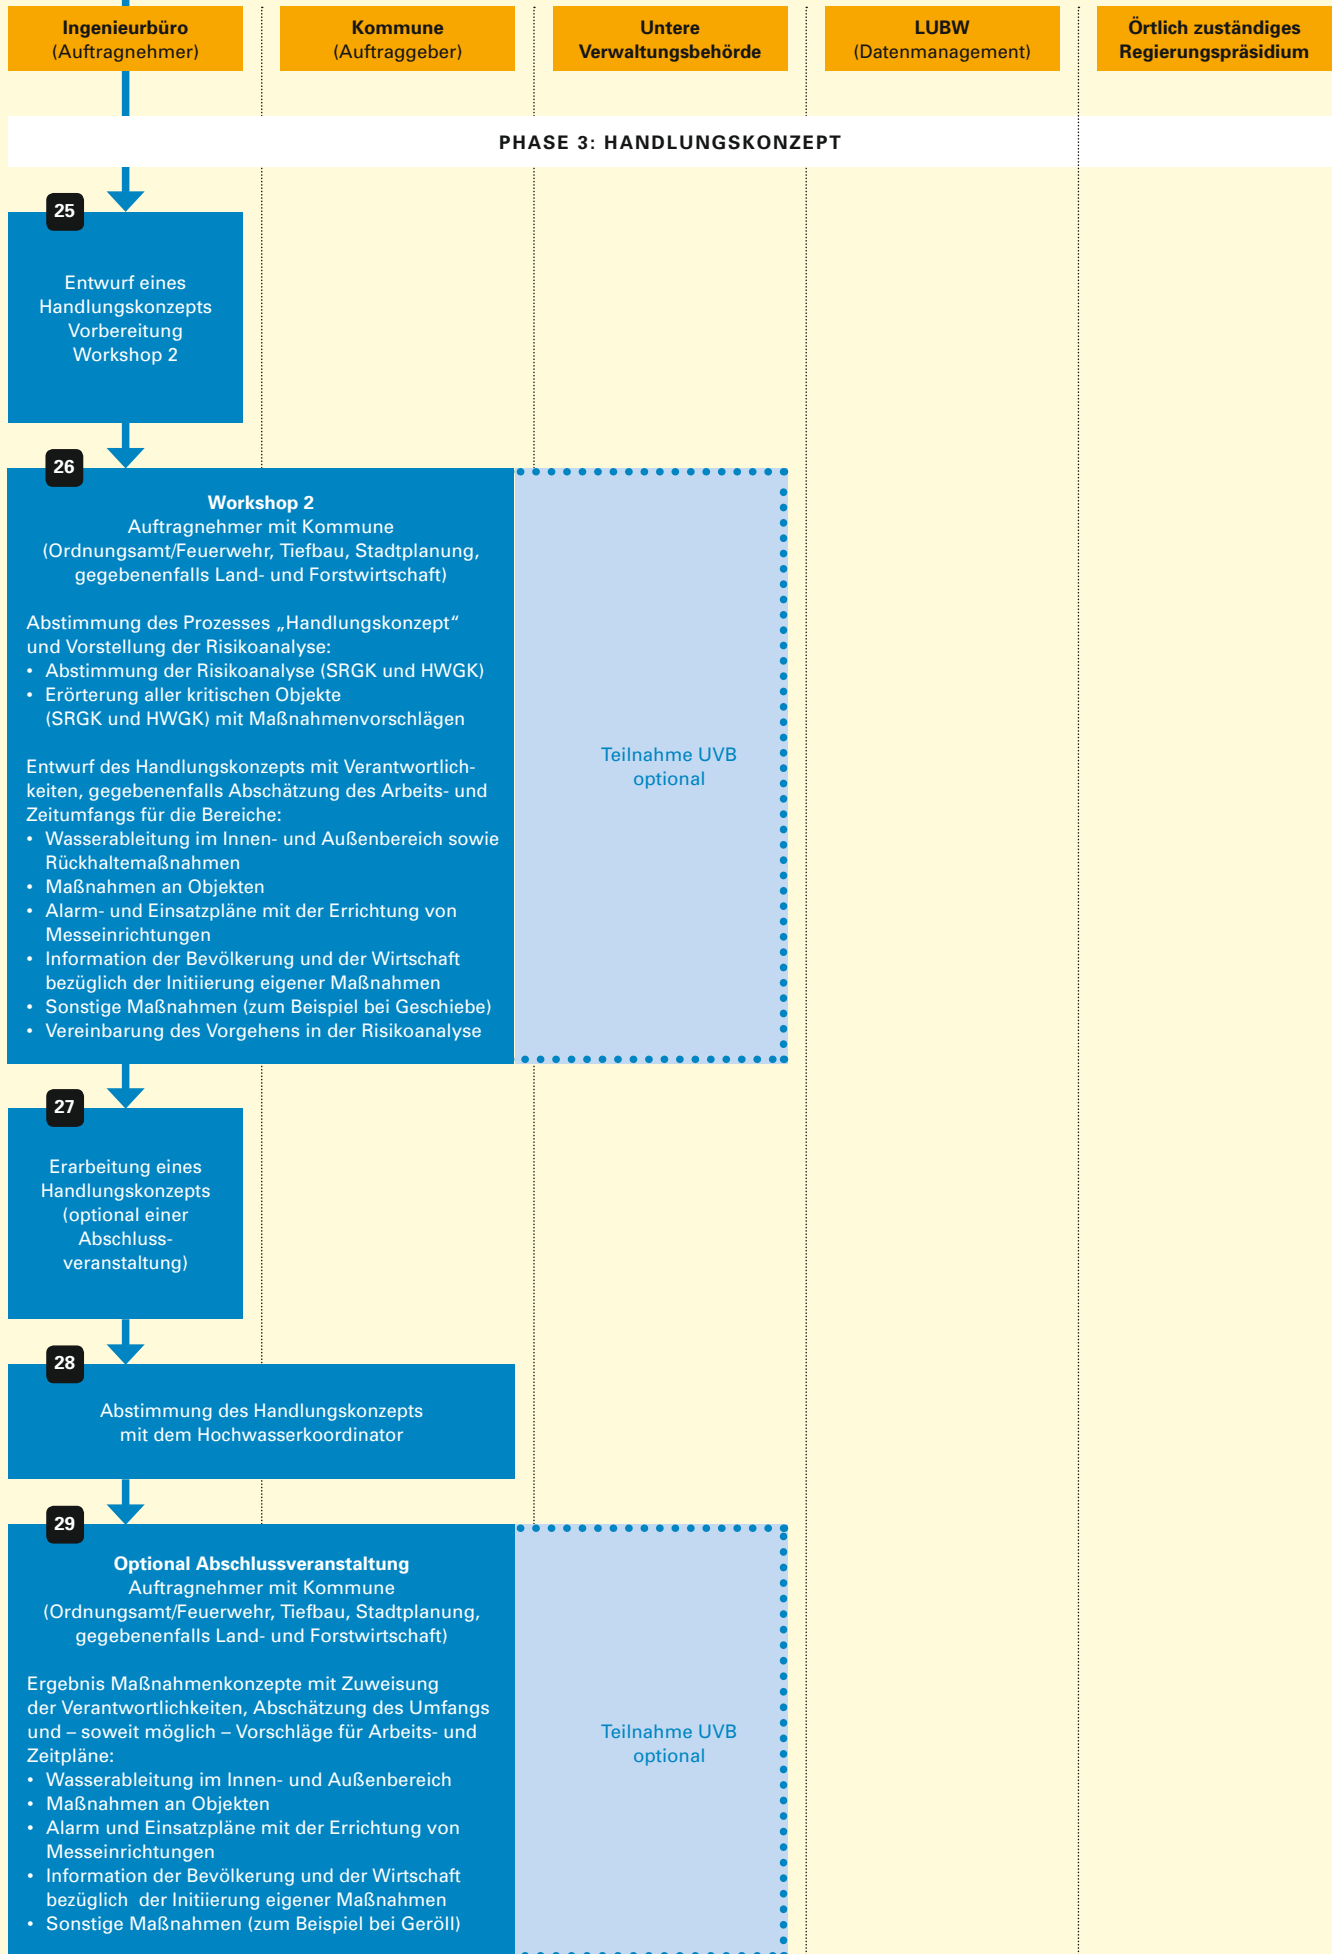 Ingenieurbüro
(Auftragnehmer)
Kommune
(Auftraggeber)
Untere
Verwaltungsbehörde
LUBW
(Datenmanagement)
Örtlich zuständiges
Regierungspräsidium
PHASE 3: HANDLUNGSKONZEPT
25
Entwurf eines
Handlungskonzepts
Vorbereitung
Workshop 2
26
Workshop 2
Auftragnehmer mit Kommune
(Ordnungsamt/Feuerwehr, Tiefbau, Stadtplanung,
gegebenenfalls Land- und Forstwirtschaft)
Abstimmung des Prozesses „Handlungskonzept“
und Vorstellung der Risikoanalyse:
• Abstimmung der Risikoanalyse (SRGK und HWGK)
• Erörterung aller kritischen Objekte
(SRGK und HWGK) mit Maßnahmenvorschlägen
Entwurf des Handlungskonzepts mit Verantwortlich-
keiten, gegebenenfalls Abschätzung des Arbeits- und
Zeitumfangs für die Bereiche:
• Wasserableitung im Innen- und Außenbereich sowie
Rückhaltemaßnahmen
• Maßnahmen an Objekten
• Alarm- und Einsatzpläne mit der Errichtung von
Messeinrichtungen
• Information der Bevölkerung und der Wirtschaft
bezüglich der Initiierung eigener Maßnahmen
• Sonstige Maßnahmen (zum Beispiel bei Geschiebe)
• Vereinbarung des Vorgehens in der Risikoanalyse
Teilnahme UVB
optional
27
Erarbeitung eines
Handlungskonzepts
(optional einer
Abschluss-
veranstaltung)
28
Abstimmung des Handlungskonzepts
mit dem Hochwasserkoordinator
29
Optional Abschlussveranstaltung
Auftragnehmer mit Kommune
(Ordnungsamt/Feuerwehr, Tiefbau, Stadtplanung,
gegebenenfalls Land- und Forstwirtschaft)
Ergebnis Maßnahmenkonzepte mit Zuweisung
der Verantwortlichkeiten, Abschätzung des Umfangs
und – soweit möglich – Vorschläge für Arbeits- und
Zeitpläne:
• Wasserableitung im Innen- und Außenbereich
• Maßnahmen an Objekten
• Alarm und Einsatzpläne mit der Errichtung von
Messeinrichtungen
• Information der Bevölkerung und der Wirtschaft
bezüglich der Initiierung eigener Maßnahmen
• Sonstige Maßnahmen (zum Beispiel bei Geröll)
Teilnahme UVB
optional